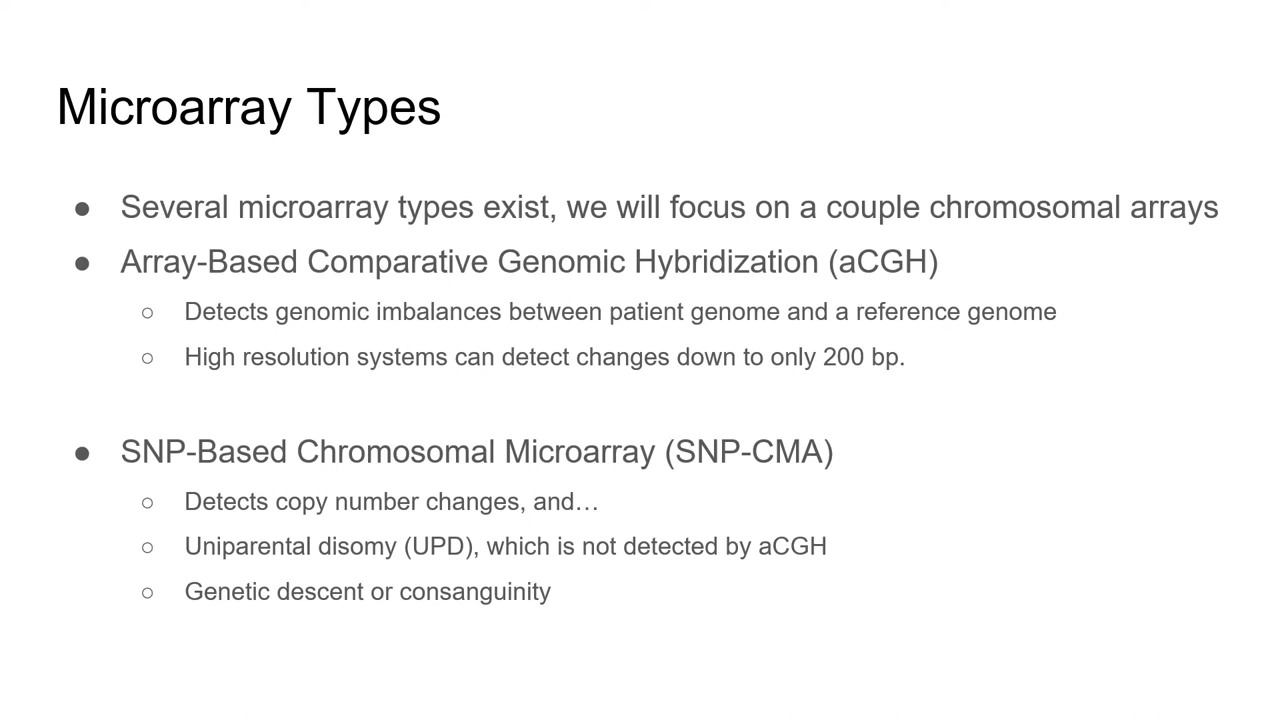 Microarray Types
● Several microarray types exist, we will focus on a couple chromosomal arrays
● Array-Based Comparative Genomic Hybridization (aCGH)
○ Detects genomic imbalances between patient genome and a reference genome
○ High resolution systems can detect changes down to only 200 bp.
● SNP-Based Chromosomal Microarray (SNP-CMA)
○ Detects copy number changes, and…
○ Uniparental disomy (UPD), which is not detected by aCGH
○ Genetic descent or consanguinity